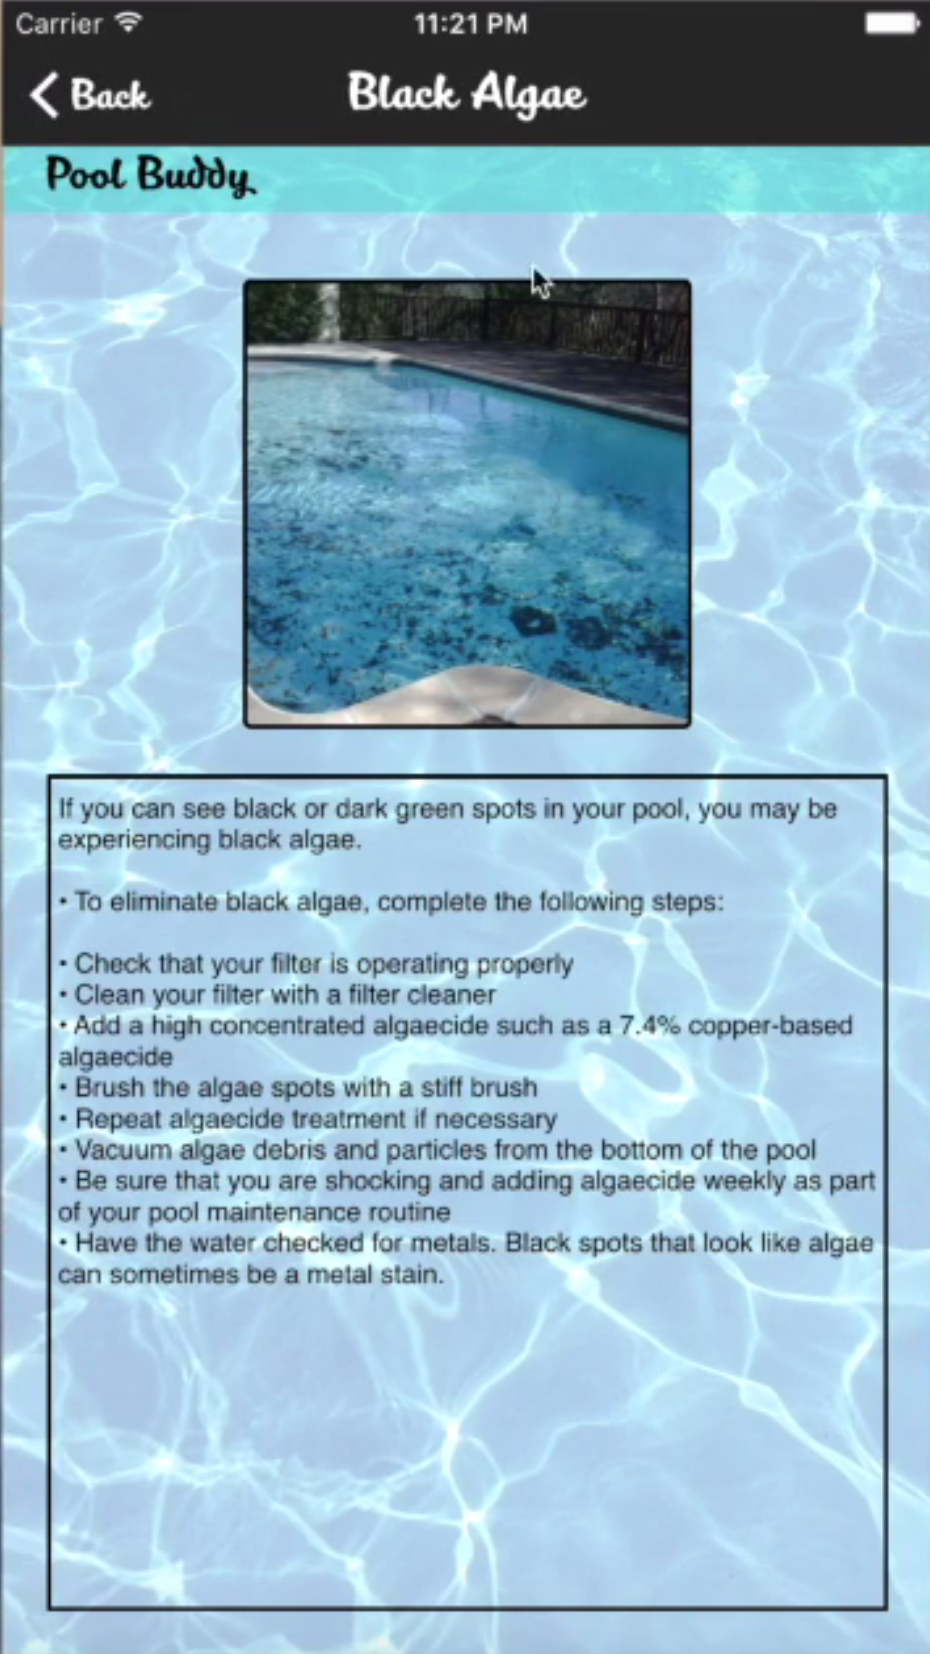 Carrier 11:21 PM
Back Black Algae
Pool Buddy
If you can see black or dark green spots in your pool, you may be
experiencing black algae.
• To eliminate black algae, complete the following steps:
• Check that your filter is operating properly
• Clean your filter with a filter cleaner
• Add a high concentrated algaecide such as a 7.4% copper-based
algaecide
• Brush the algae spots with a stiff brush
• Repeat algaecide treatment if necessary
• Vacuum algae debris and particles from the bottom of the pool
• Be sure that you are shocking and adding algaecide weekly as part
of your pool maintenance routine
• Have the water checked for metals. Black spots that look like algae
can sometimes be a metal stain.